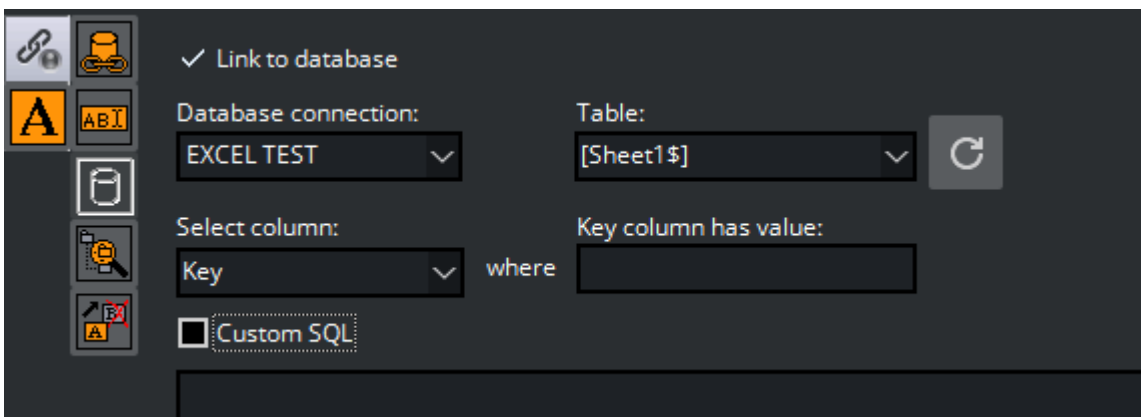 Link to database
A
ABI
Database connection:
Table:
EXCEL TEST
[Sheet1$]
Select column:
Key column has value:
Key
where
A
Custom SQL